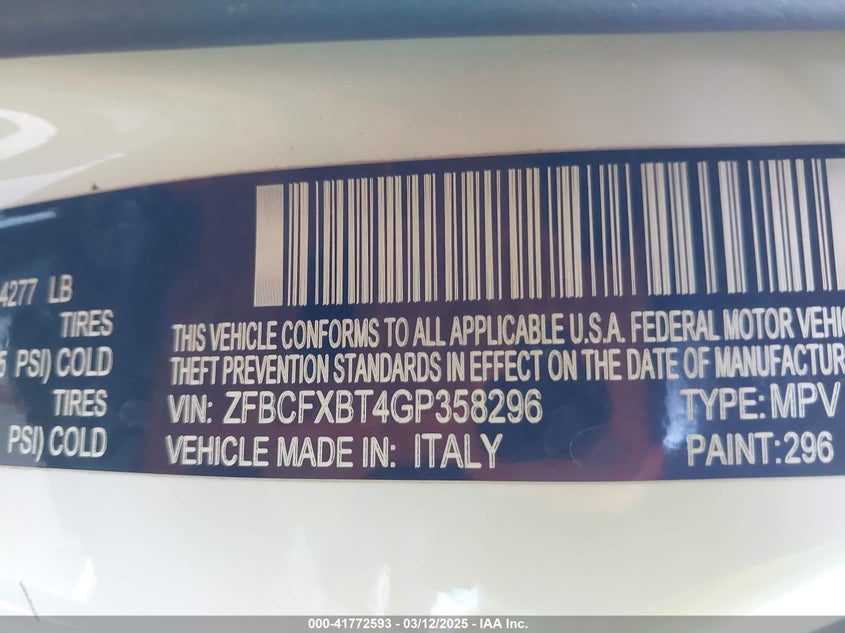 4277 LB
TIRES
5 PSI) COLD
TIRES
PSI) COLD
THIS VEHICLE CONFORMS TO ALL APPLICABLE U.S.A. FEDERAL MOTOR VEHIC
THEFT PREVENTION STANDARDS IN EFFECT ON THE DATE OF MANUFACTUR
VIN: ZFBCFXBT4GP358296 TYPE: MPV
VEHICLE MADE IN: ITALY PAINT: 296
000-41772593 - 03/12/2025 - IAA Inc.